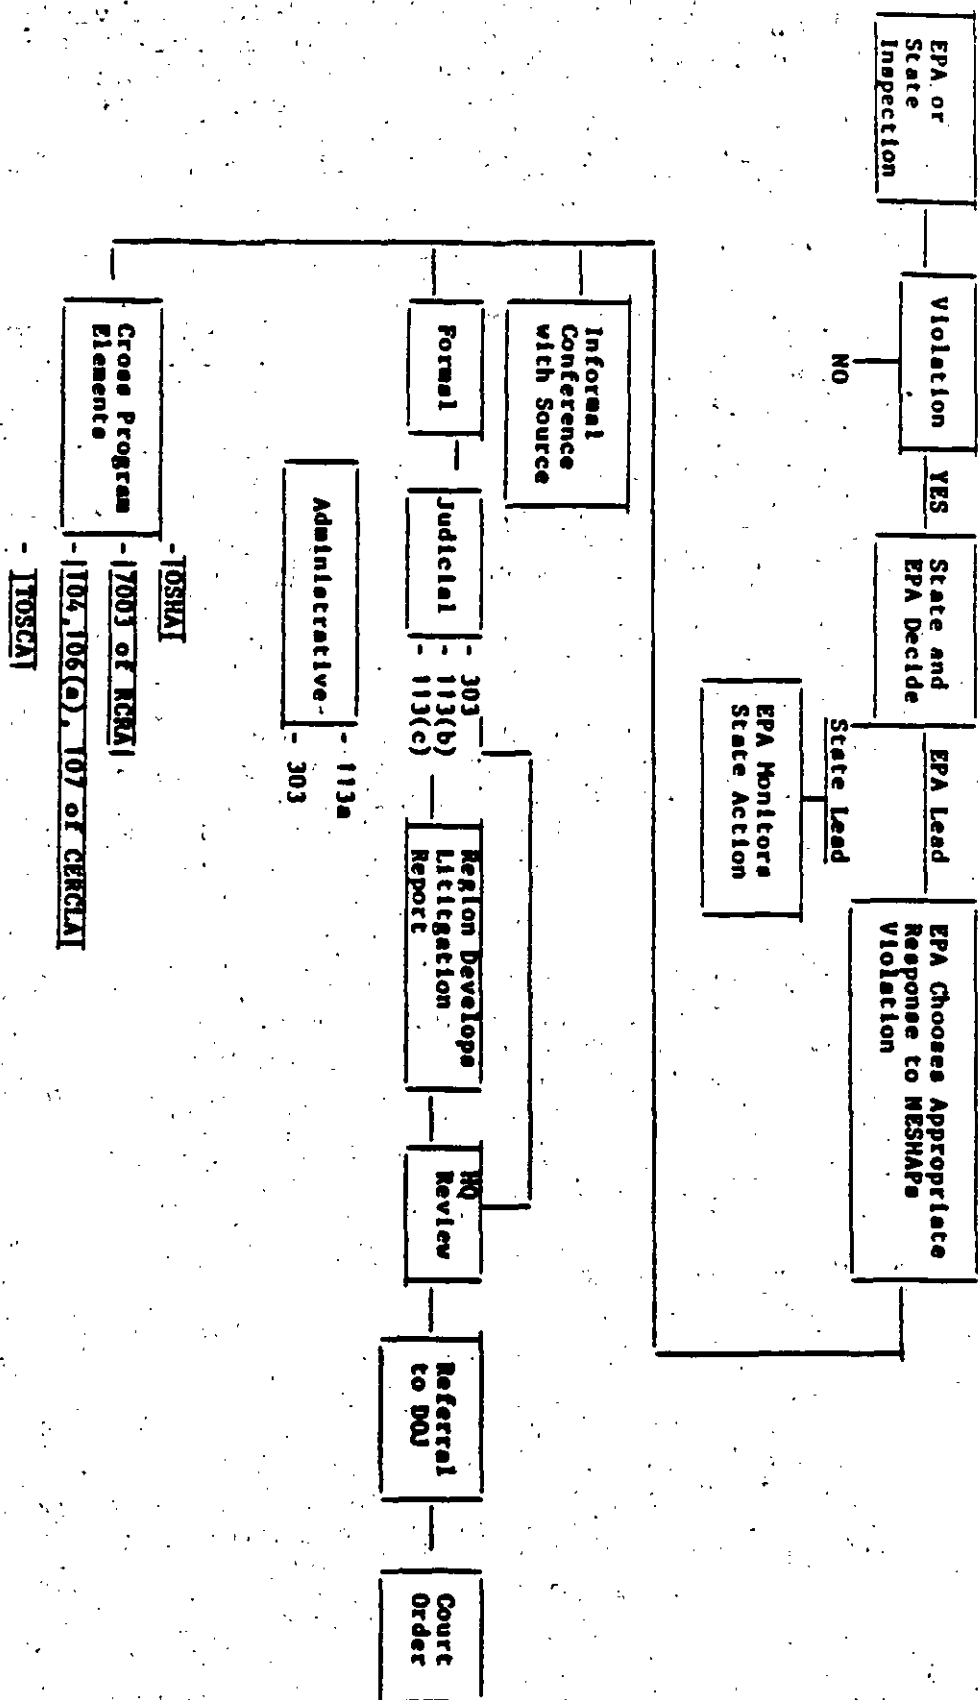 EPA or
State
Inspection
Violation
NO
YES
State and
EPA Decide
EPA Lead
State Lead
EPA Monitors
State Action
EPA Chooses Appropriate
Response to NESHAPs
Violation
Informal
Conference
with Source
Formal
Judicial
- 303
- 113(b)
- 113(c)
Region Develops
Lititgation
Report
HQ
Review
Referral
to DOJ
Court
Order
Administrative
- 113a
- 303
Cross Program
Elements
- OSHA
- 7003 of RCRA
- 104, 106(a), 107 of CERCLA
- TOSCA